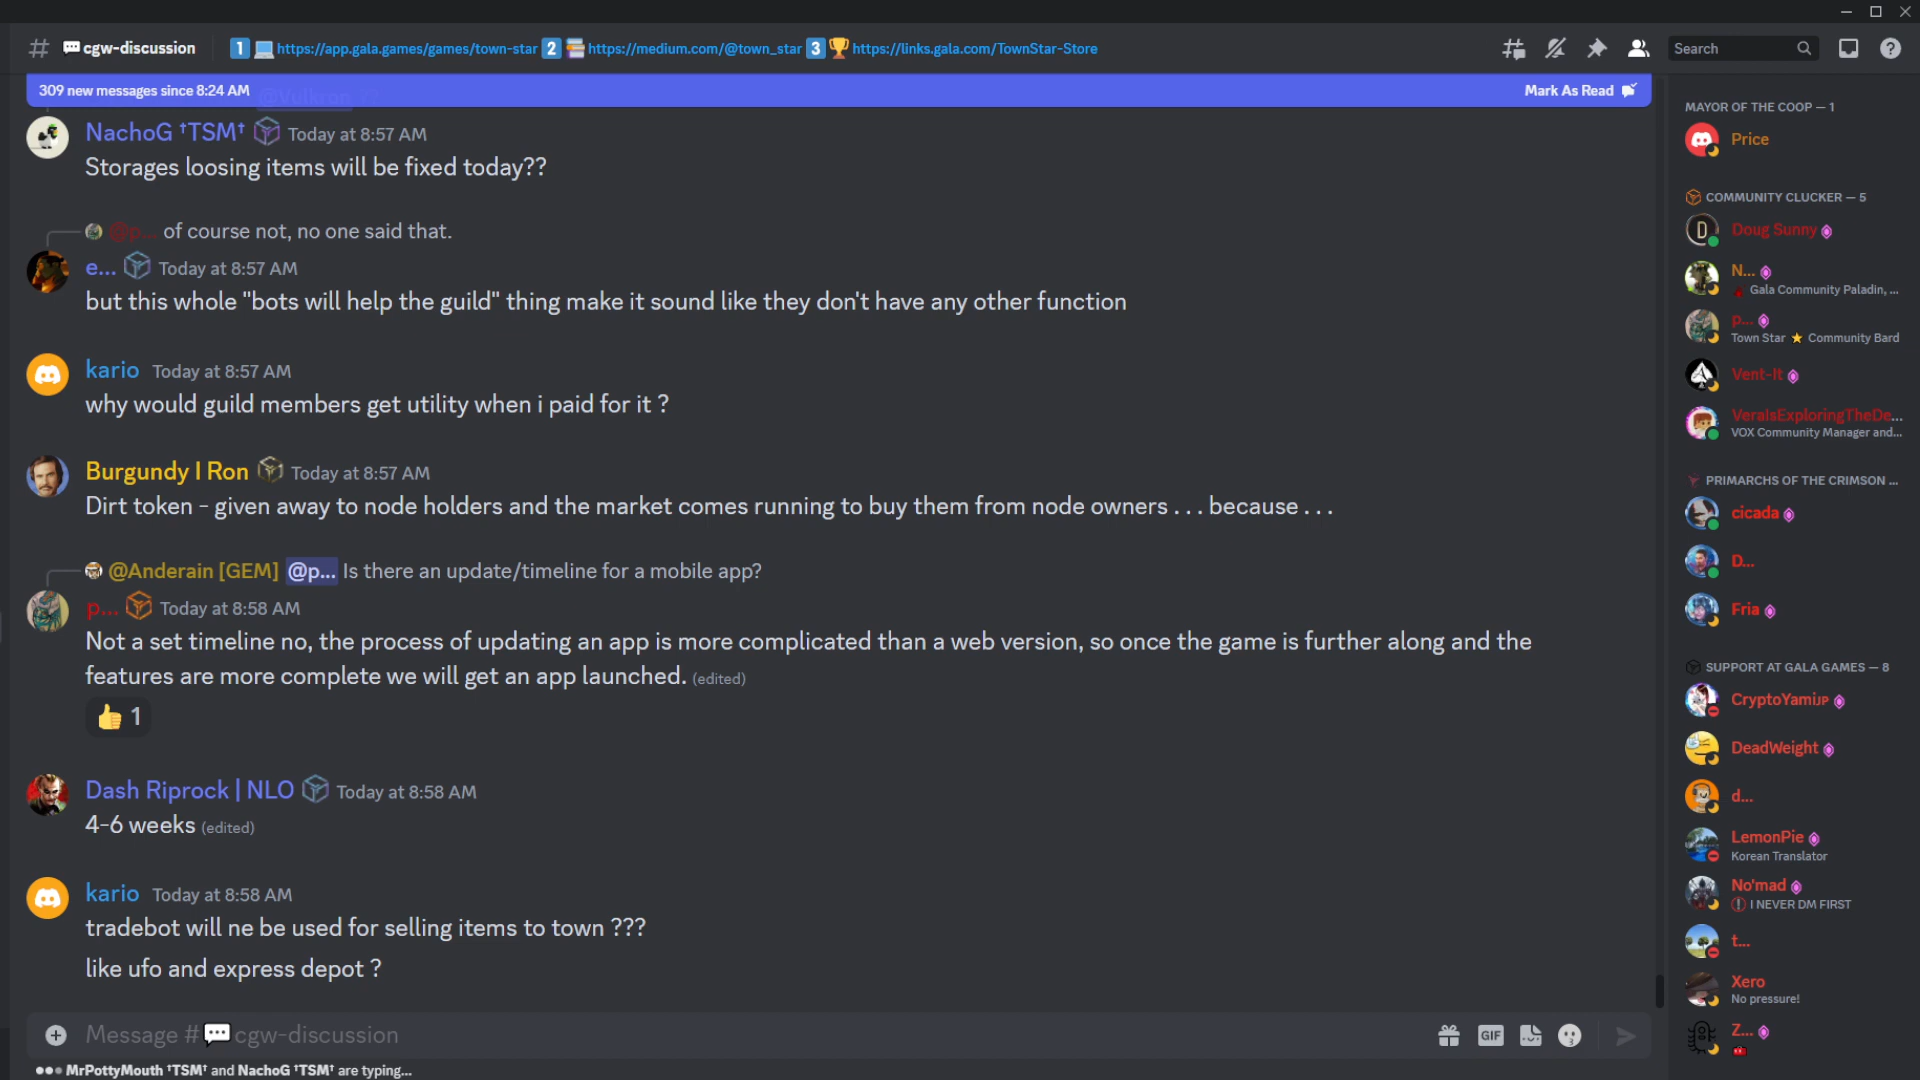 cgw-discussion
1 https://app.gala.games/games/town-star 2 https://medium.com/@town_star 3 https://links.gala.com/TownStar-Store
Search
309 new messages since 8:24 AM
@Vulkron ??
Mark As Read
NachoG †TSM† Today at 8:57 AM
Storages loosing items will be fixed today??
@p... of course not, no one said that.
e... Today at 8:57 AM
but this whole "bots will help the guild" thing make it sound like they don't have any other function
kario Today at 8:57 AM
why would guild members get utility when i paid for it ?
Burgundy I Ron Today at 8:57 AM
Dirt token - given away to node holders and the market comes running to buy them from node owners . . . because . . .
@Anderain [GEM] @p... Is there an update/timeline for a mobile app?
p... Today at 8:58 AM
Not a set timeline no, the process of updating an app is more complicated than a web version, so once the game is further along and the
features are more complete we will get an app launched. (edited)
1
Dash Riprock | NLO Today at 8:58 AM
4-6 weeks (edited)
kario Today at 8:58 AM
tradebot will ne be used for selling items to town ???
like ufo and express depot ?
Message # cgw-discussion
GIF
MrPottyMouth †TSM† and NachoG †TSM† are typing...
MAYOR OF THE COOP — 1
Price
COMMUNITY CLUCKER — 5
D
Doug Sunny
N...
Gala Community Paladin, ...
p...
Town Star Community Bard
Vent-It
VeraIsExploringTheDe...
VOX Community Manager and...
PRIMARCHS OF THE CRIMSON ...
cicada
D...
Fria
SUPPORT AT GALA GAMES — 8
CryptoYamiJP
DeadWeight
d...
LemonPie
Korean Translator
No'mad
I NEVER DM FIRST
t...
Xero
No pressure!
Z...